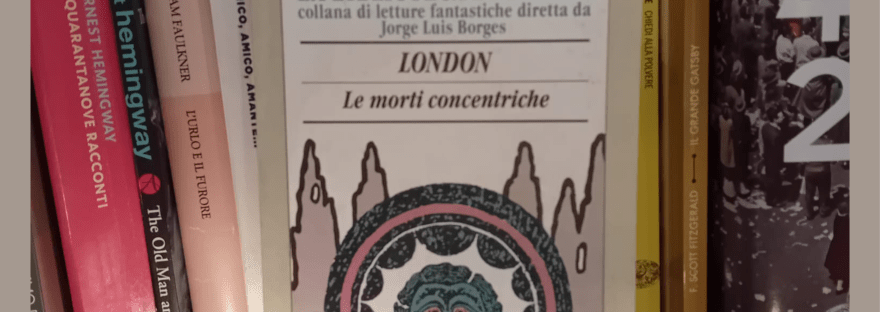 ERNEST HEMINGWAY
QUARANTANOVE RACCONTI
hemingway
The Old Man
FAULKNER
L'URLO E IL FURORE
AMICO, AMANTE...
collana di letture fantastiche diretta da
Jorge Luis Borges
LONDON
Le morti concentriche
CHIEDI ALLA POLVERE
F. SCOTT FITZGERALD
IL GRANDE GATSBY
2